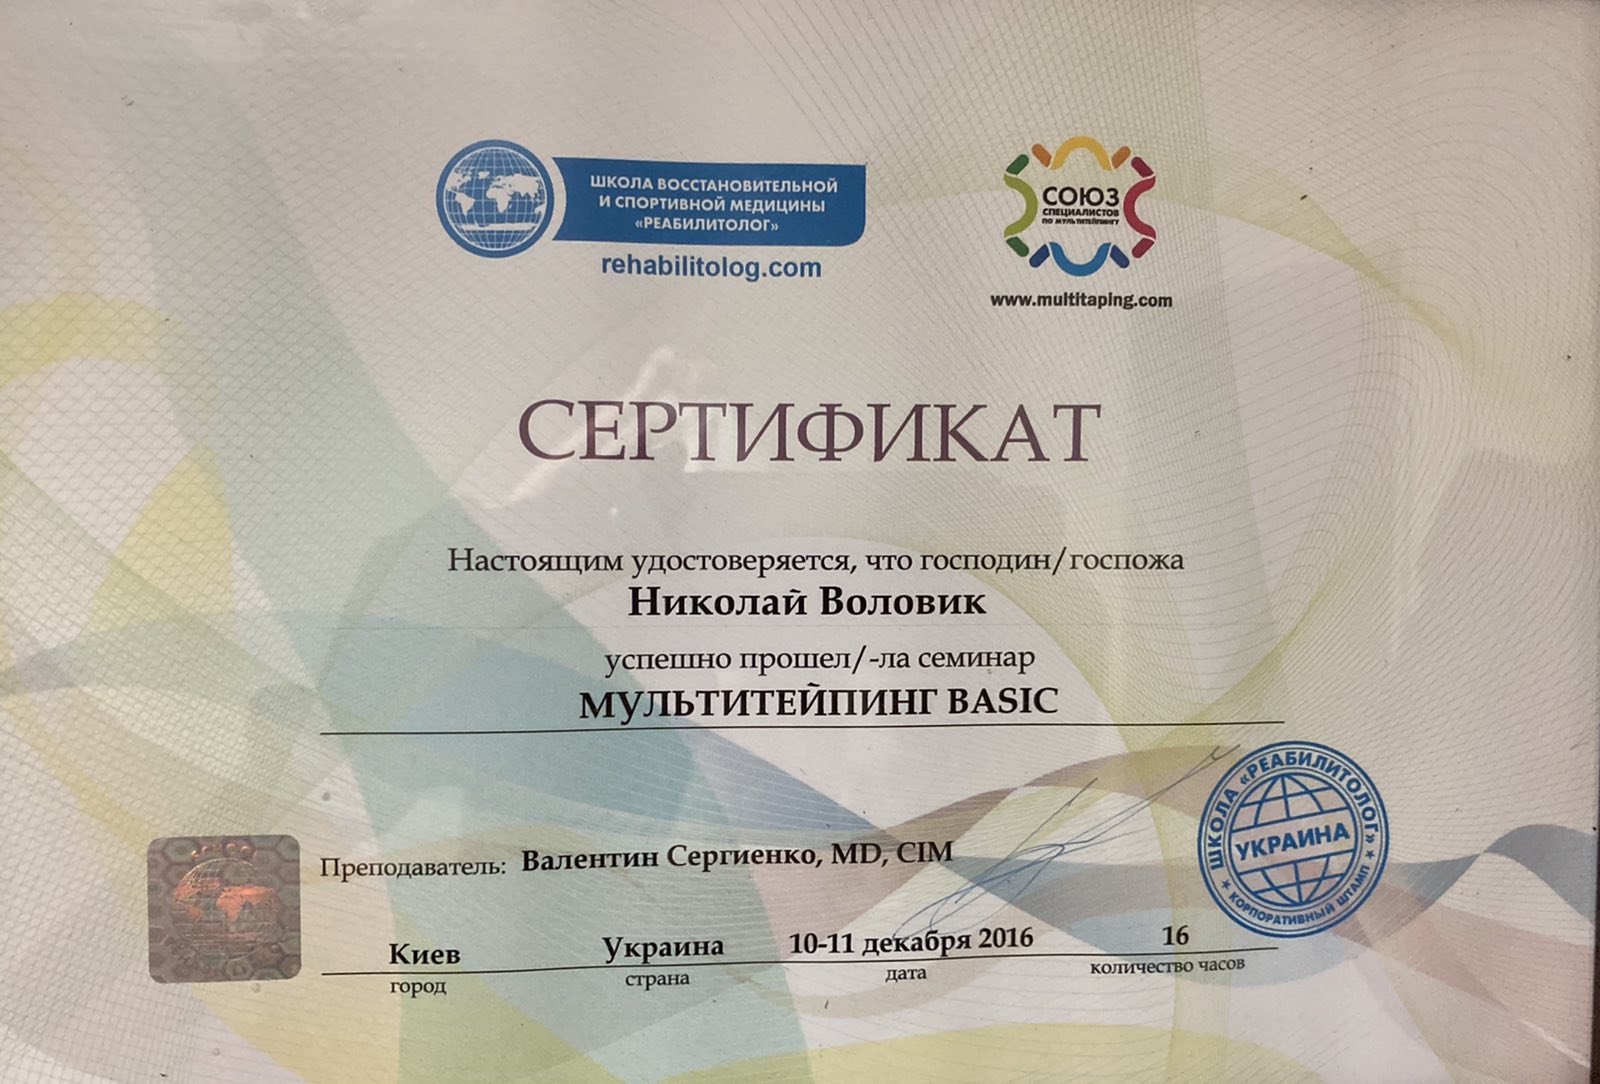 ШКОЛА ВОССТАНОВИТЕЛЬНОЙ
И СПОРТИВНОЙ МЕДИЦИНЫ
«РЕАБИЛИТОЛОГ»
rehabilitolog.com
СОЮЗ
СПЕЦИАЛИСТОВ
ПО МУЛЬТИТЕЙПИНГУ
www.multitaping.com
СЕРТИФИКАТ
Настоящим удостоверяется, что господин/госпожа
Николай Воловик
успешно прошел/-ла семинар
МУЛЬТИТЕЙПИНГ BASIC
ШКОЛА «РЕАБИЛИТОЛОГ»
УКРАИНА
КОРПОРАТИВНЫЙ ШТАМП
Преподаватель: Валентин Сергиенко, MD, CIM
Киев Украина 10-11 декабря 2016 16
город страна дата количество часов